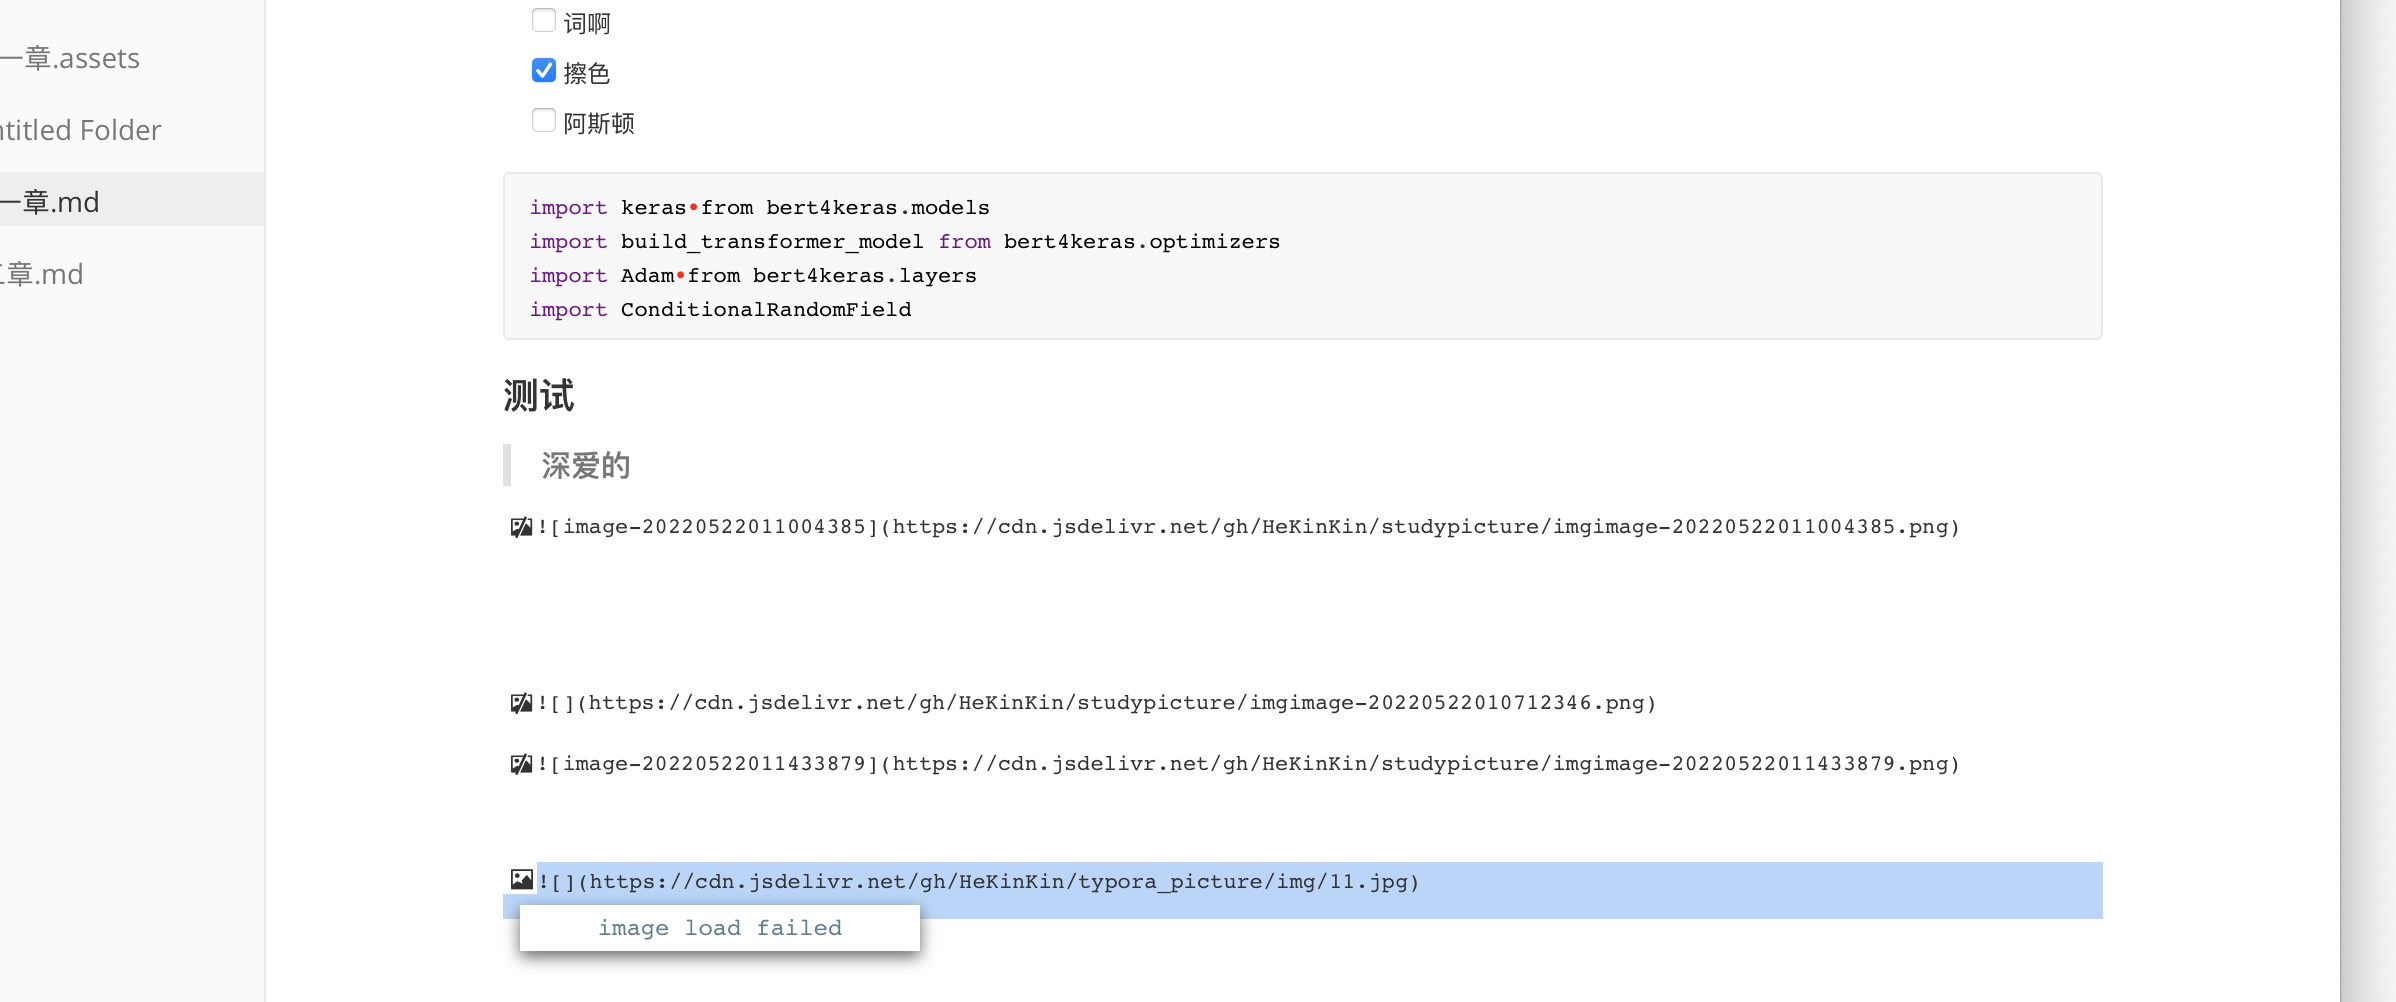 一章.assets
ntitled Folder
一章.md
二章.md
词啊
擦色
阿斯顿
import keras•from bert4keras.models
import build_transformer_model from bert4keras.optimizers
import Adam•from bert4keras.layers
import ConditionalRandomField
测试
深爱的
![image-20220522011004385](https://cdn.jsdelivr.net/gh/HeKinKin/studypicture/imgimage-20220522011004385.png)
![](https://cdn.jsdelivr.net/gh/HeKinKin/studypicture/imgimage-20220522010712346.png)
![image-20220522011433879](https://cdn.jsdelivr.net/gh/HeKinKin/studypicture/imgimage-20220522011433879.png)
![](https://cdn.jsdelivr.net/gh/HeKinKin/typora_picture/img/11.jpg)
image load failed